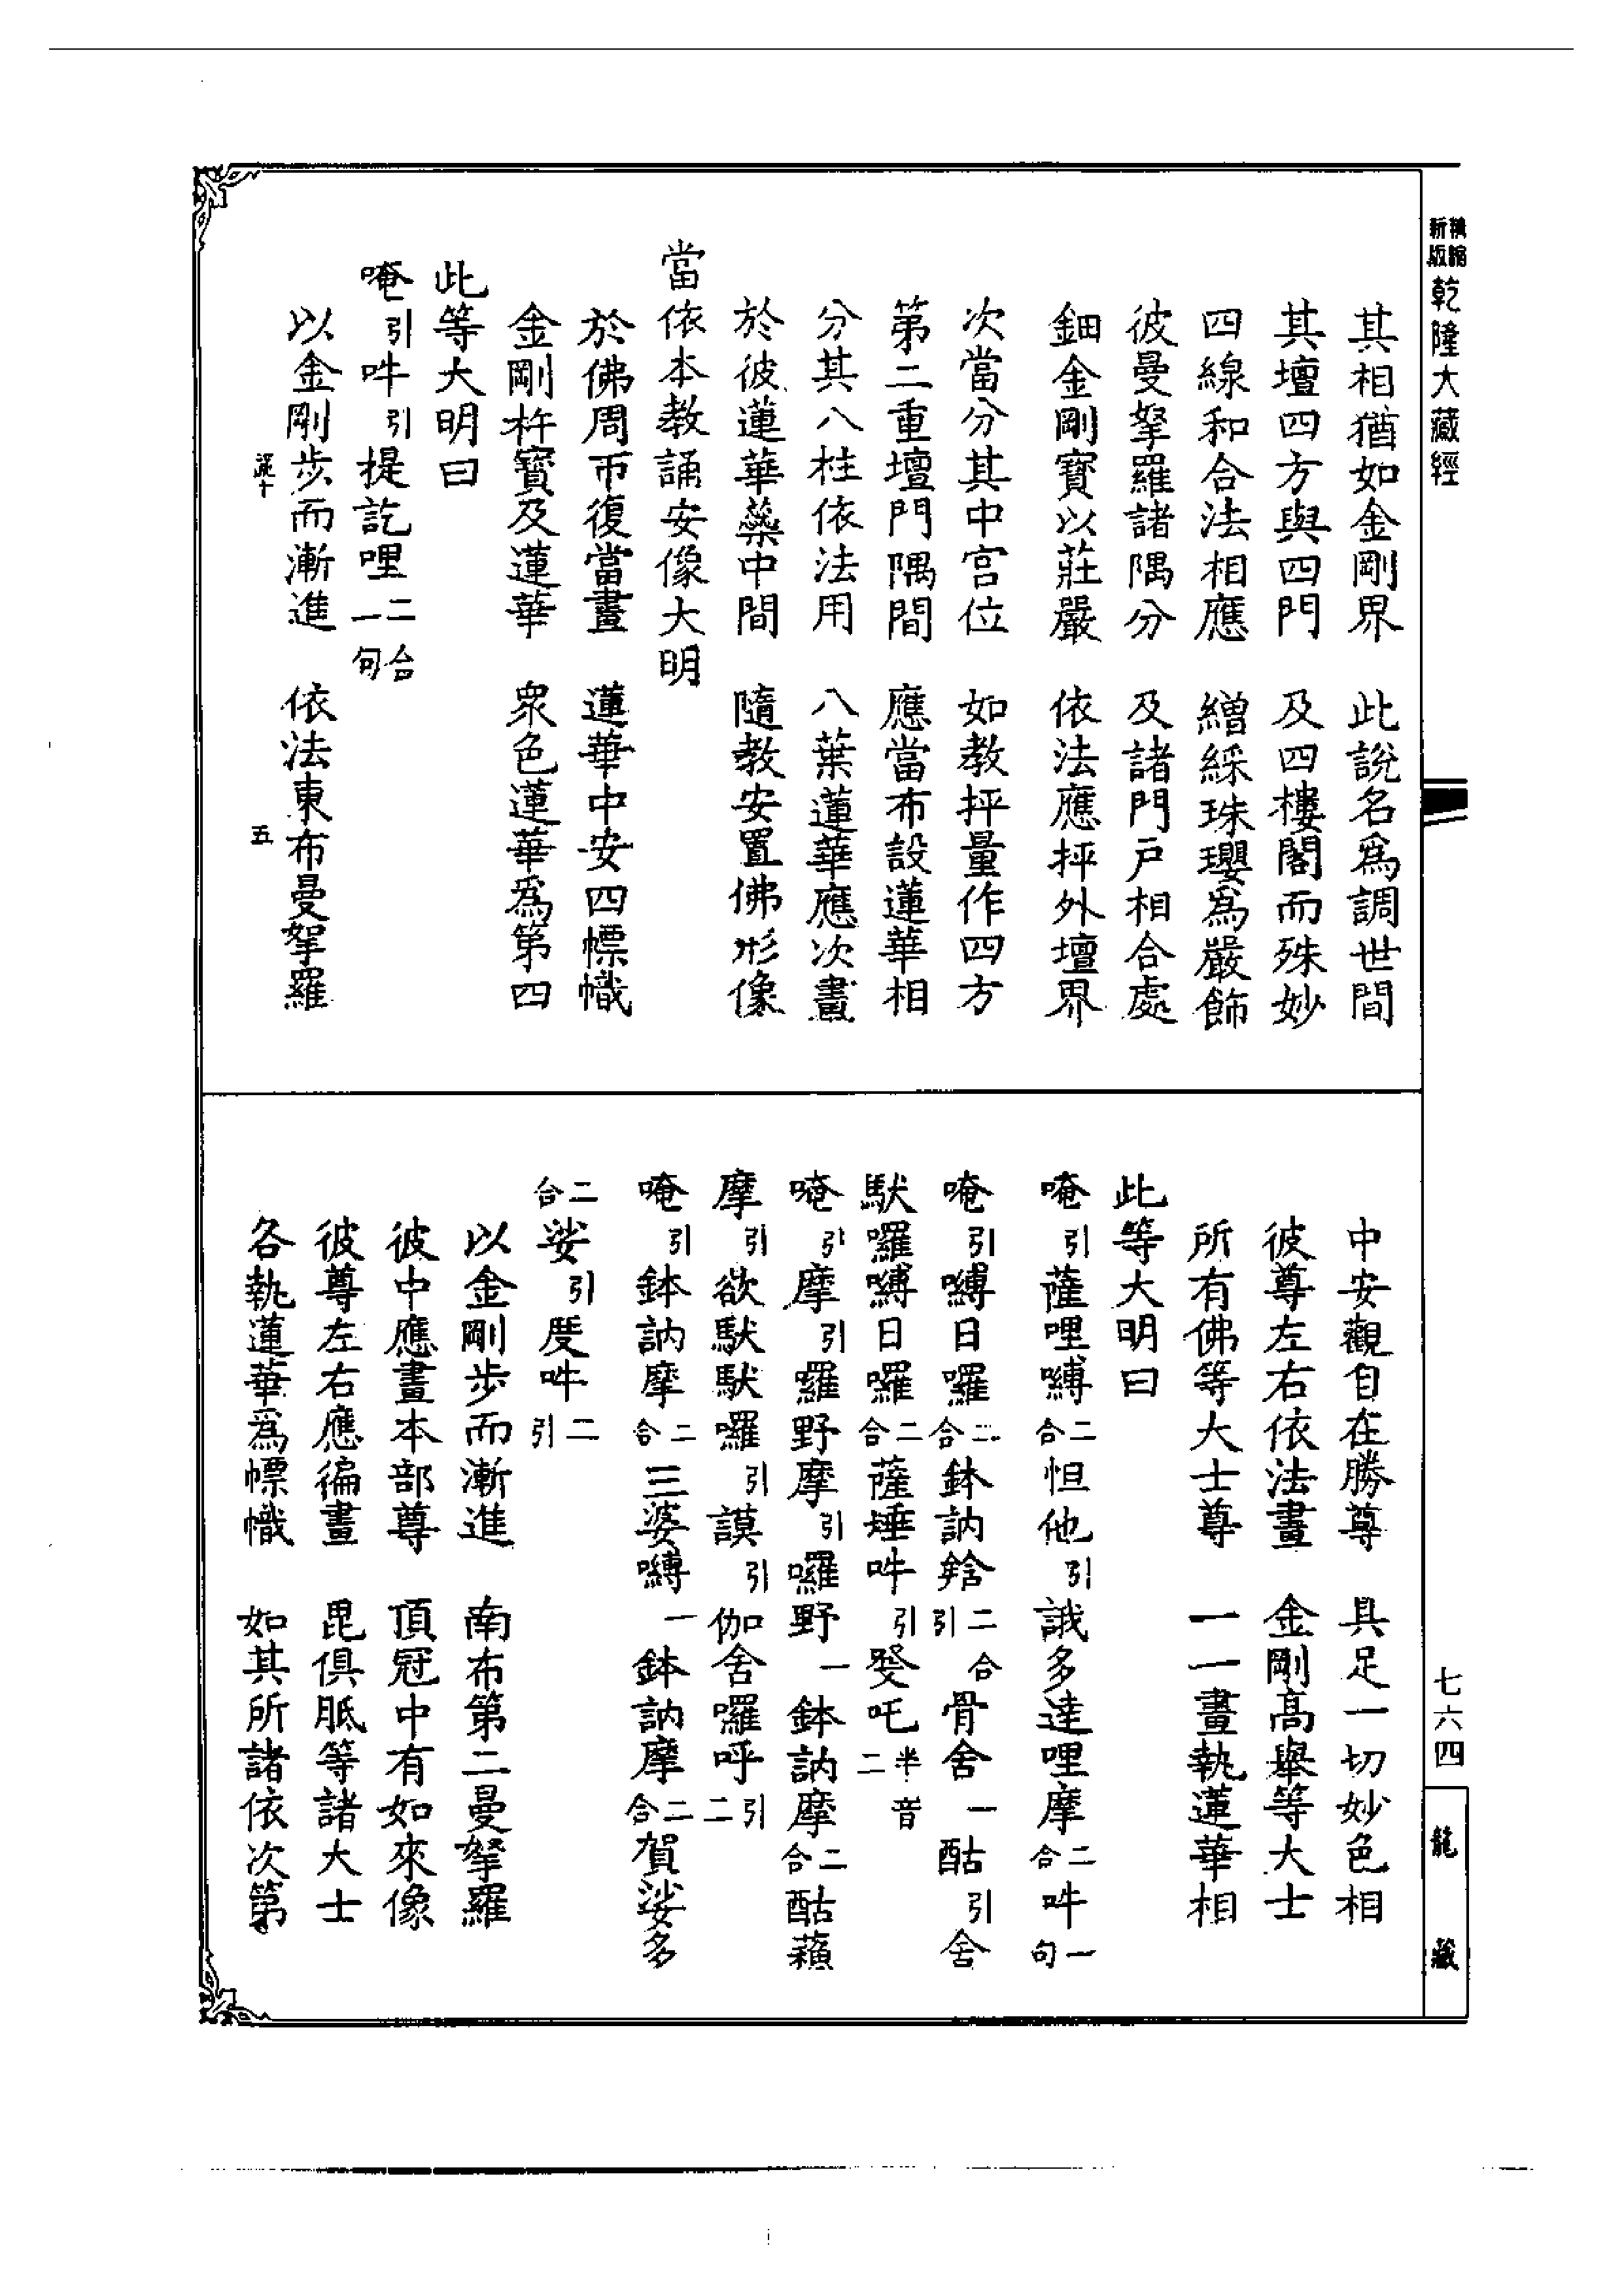 新版
乾隆大藏經
其相猶如金剛界　此說名爲調世間
其壇四方與四門　及四樓閣而殊妙
四線和合法相應　繒綵珠瓔爲嚴飾
彼曼拏羅諸隅分　及諸門戶相合處
鈿金剛寶以莊嚴　依法應抨外壇界
次當分其中宮位　如教抨量作四方
第二重壇門隅間　應當布設蓮華相
分其八柱依法用　八葉蓮華應次畫
於彼蓮華蘂中間　隨教安置佛形像
當依本教誦安像大明
於佛周帀復當畫　蓮華中安四幖幟
金剛杵寶及蓮華　衆色蓮華爲第四
此等大明曰
唵引吽引提訖哩二合一句
以金剛步而漸進　依法東布曼拏羅
五
中安觀自在勝尊　具足一切妙色相
彼尊左右依法畫　金剛高舉等大士
所有佛等大士尊　一一畫執蓮華相
此等大明曰
唵引薩哩嚩二合怛他引誐多達哩摩二合吽一句
唵引嚩日囉二合鉢訥𦙆二合引骨舍一酤引舍
馱囉嚩日囉二合薩埵吽引發吒半音二
唵引摩引囉野摩引囉野一鉢訥摩二合酤蘓
摩引欲馱馱囉引謨引伽舍囉呼引二
唵引鉢訥摩二合三婆嚩一鉢訥摩二合賀娑多
二合娑引旻吽二引
以金剛步而漸進　南布第二曼拏羅
彼中應畫本部尊　頂冠中有如來像
彼尊左右應徧畫　毘俱胝等諸大士
各執蓮華爲幖幟　如其所諸依次第
七六四
龍藏